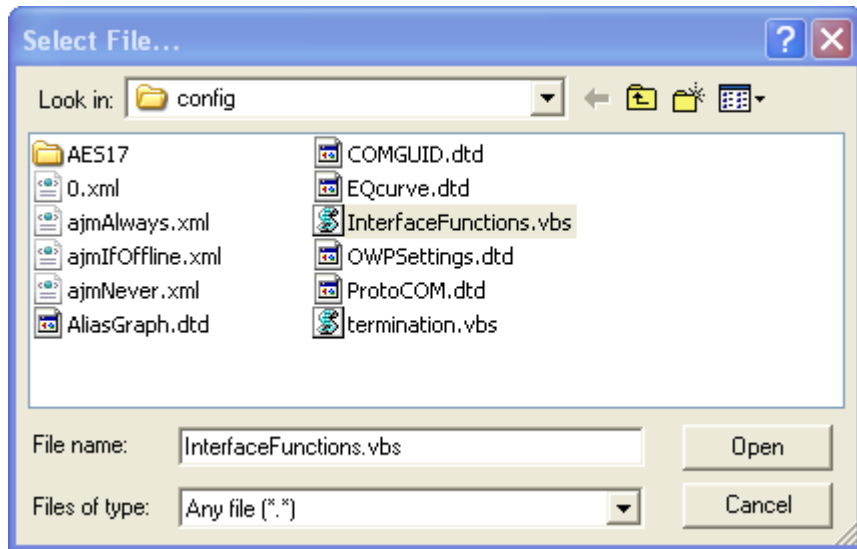 Select File...
Look in: config
AES17
0.xml
ajmAlways.xml
ajmIfOffline.xml
ajmNever.xml
AliasGraph.dtd
COMGUID.dtd
EQcurve.dtd
InterfaceFunctions.vbs
OWPSettings.dtd
ProtoCOM.dtd
termination.vbs
File name: InterfaceFunctions.vbs Open
Files of type: Any file (*.*) Cancel